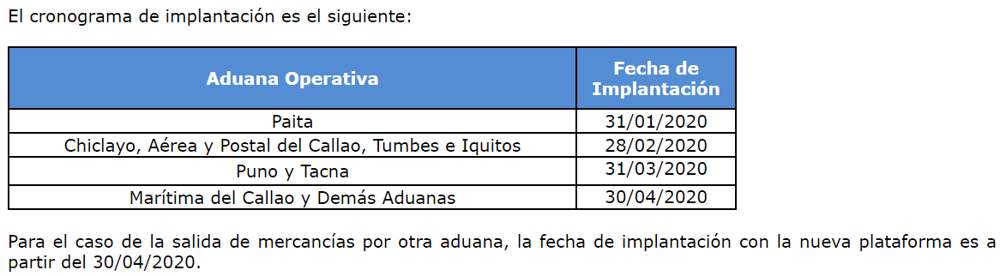 El cronograma de implantación es el siguiente:
Aduana Operativa
Fecha de
Implantación
Paita
31/01/2020
Chiclayo, Aérea y Postal del Callao, Tumbes e Iquitos
28/02/2020
Puno y Tacna
31/03/2020
Marítima del Callao y Demás Aduanas
30/04/2020
Para el caso de la salida de mercancías por otra aduana, la fecha de implantación con la nueva plataforma es a
partir del 30/04/2020.